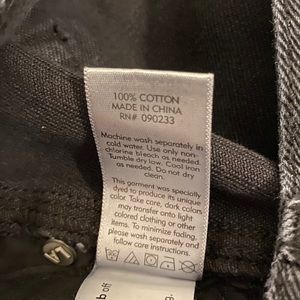 100% COTTON
MADE IN CHINA
RN# 090233
Machine wash separately in
cold water. Use only non-
chlorine bleach as needed.
Tumble dry low. Cool iron
as needed. Do not dry
clean.
This garment was specially
dyed to produce its unique
color. Take care, dark colors
may transfer onto light
colored clothing or other
items. To minimize fading,
please wash separately and
follow care instructions.
LA
off